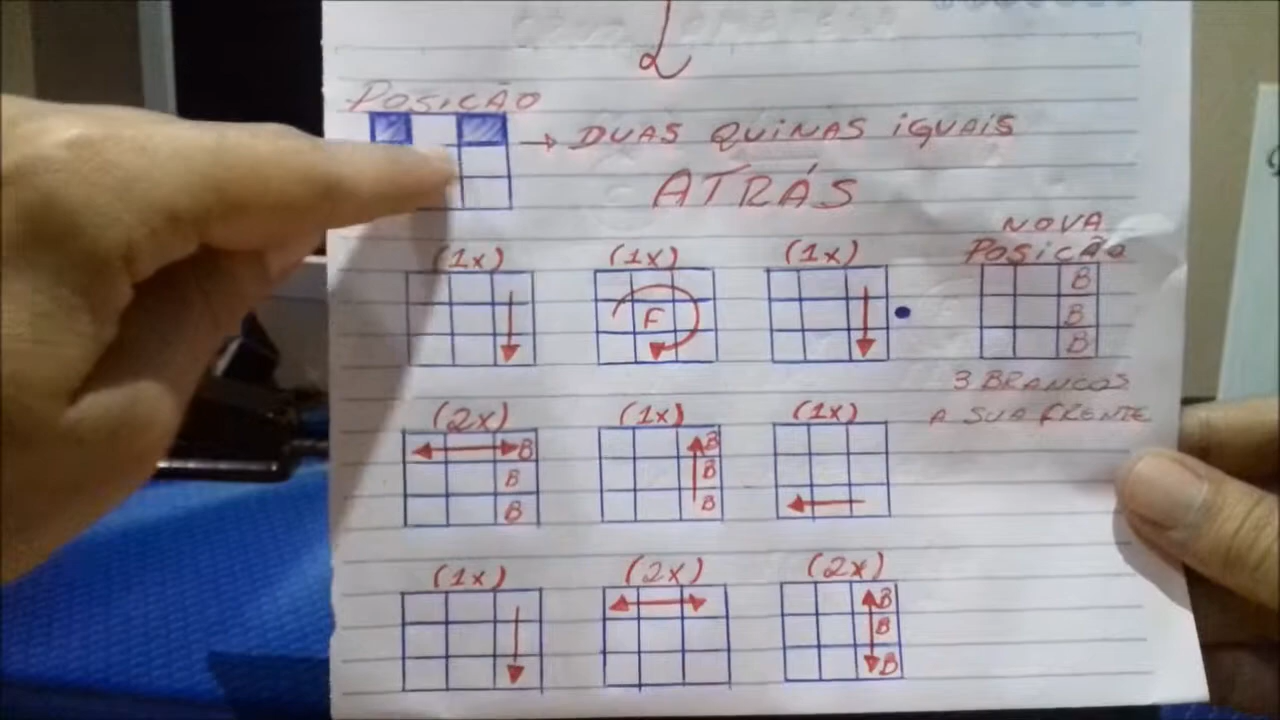 2
POSIÇÃO
→ DUAS QUINAS IGUAIS
ATRÁS
(1x) (1x) (1x) NOVA
POSIÇÃO
F
B
B
B
3 BRANCOS
A SUA FRENTE
(2x) (1x) (1x)
B B
B B
B B
(1x) (2x) (2x)
B
B
B